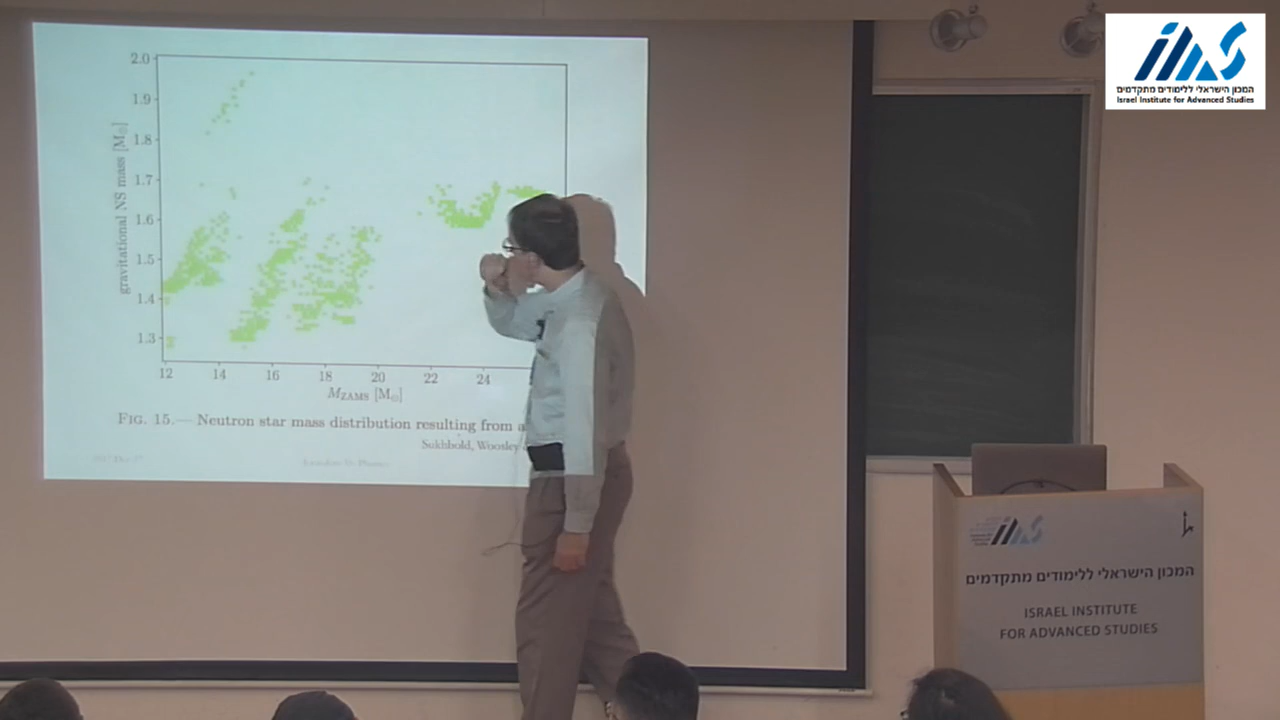 2.0
1.9
1.8
1.7
1.6
1.5
1.4
1.3
gravitational NS mass [M☉]
12 14 16 18 20 22 24
M_ZAMS [M☉]
FIG. 15.— Neutron star mass distribution resulting from a
Sukhbold, Woosley
המכון הישראלי ללימודים מתקדמים
Israel Institute for Advanced Studies
המכון הישראלי ללימודים מתקדמים
ISRAEL INSTITUTE
FOR ADVANCED STUDIES